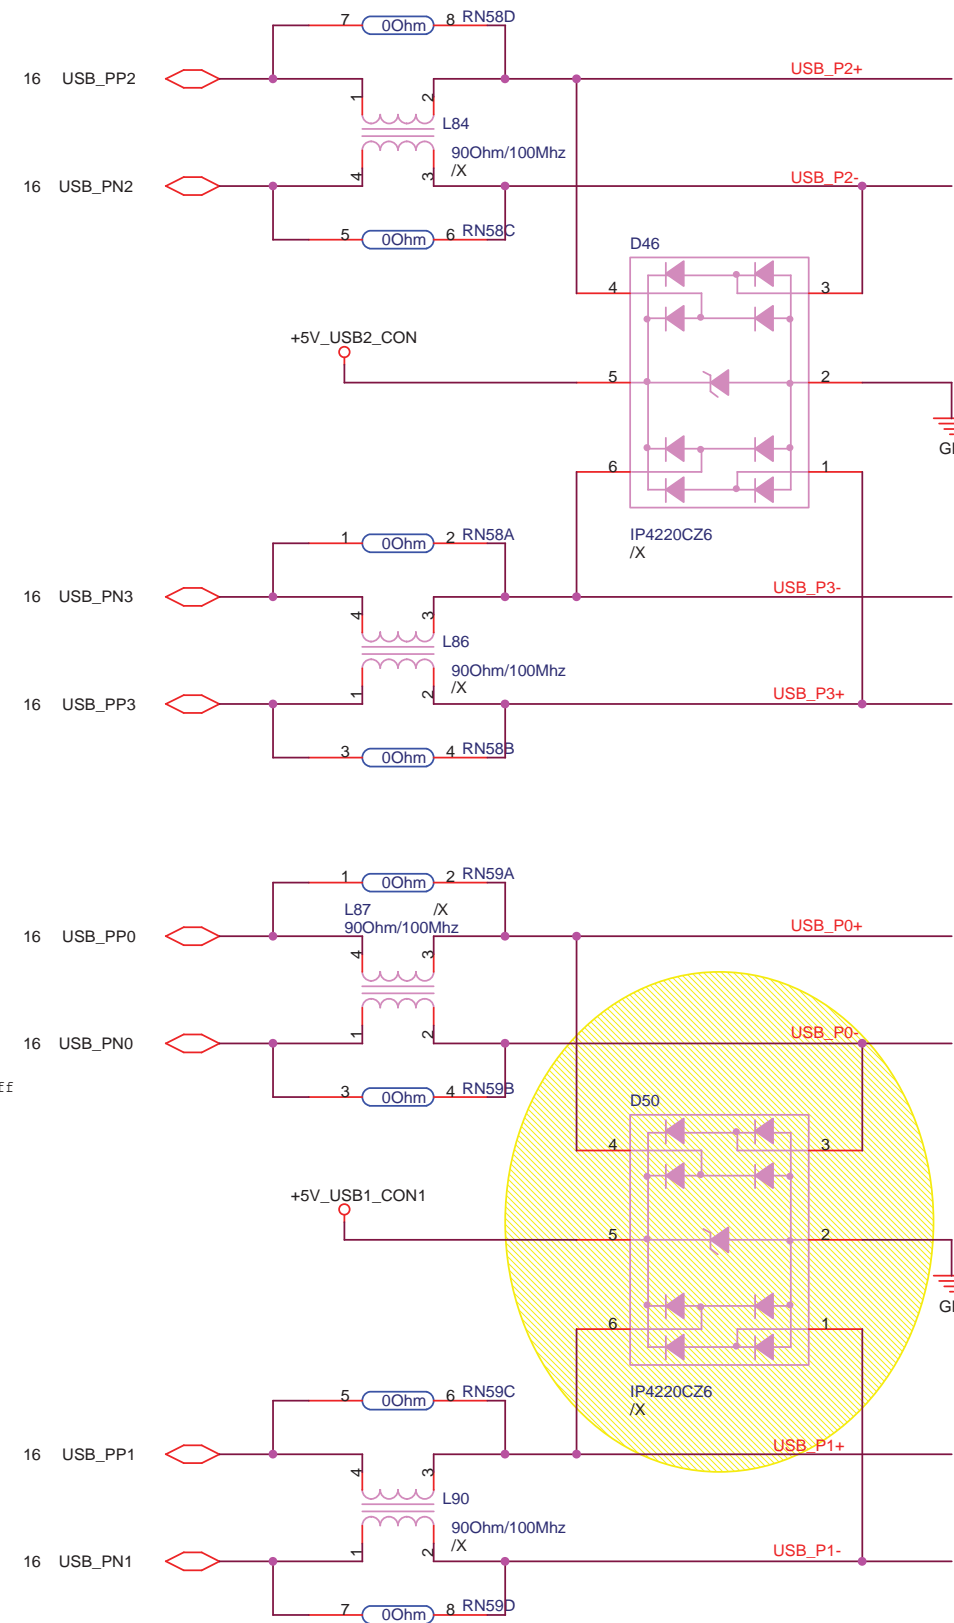 7 0Ohm 8 RN58D
16 USB_PP2 USB_P2+
1 2
L84
90Ohm/100Mhz
/X
4 3
16 USB_PN2 USB_P2-
5 0Ohm 6 RN58C
D46
4 3
+5V_USB2_CON
5 2
6 1
IP4220CZ6
/X
1 0Ohm 2 RN58A
16 USB_PN3 USB_P3-
4 3
L86
90Ohm/100Mhz
/X
1 2
16 USB_PP3 USB_P3+
3 0Ohm 4 RN58B
1 0Ohm 2 RN59A
L87 /X
90Ohm/100Mhz
16 USB_PP0 USB_P0+
4 3
1 2
16 USB_PN0 USB_P0-
ff
3 0Ohm 4 RN59B
D50
4 3
+5V_USB1_CON1
5 2
6 1
IP4220CZ6
/X
5 0Ohm 6 RN59C
16 USB_PP1 USB_P1+
4 3
L90
90Ohm/100Mhz
/X
1 2
16 USB_PN1 USB_P1-
7 0Ohm 8 RN59D